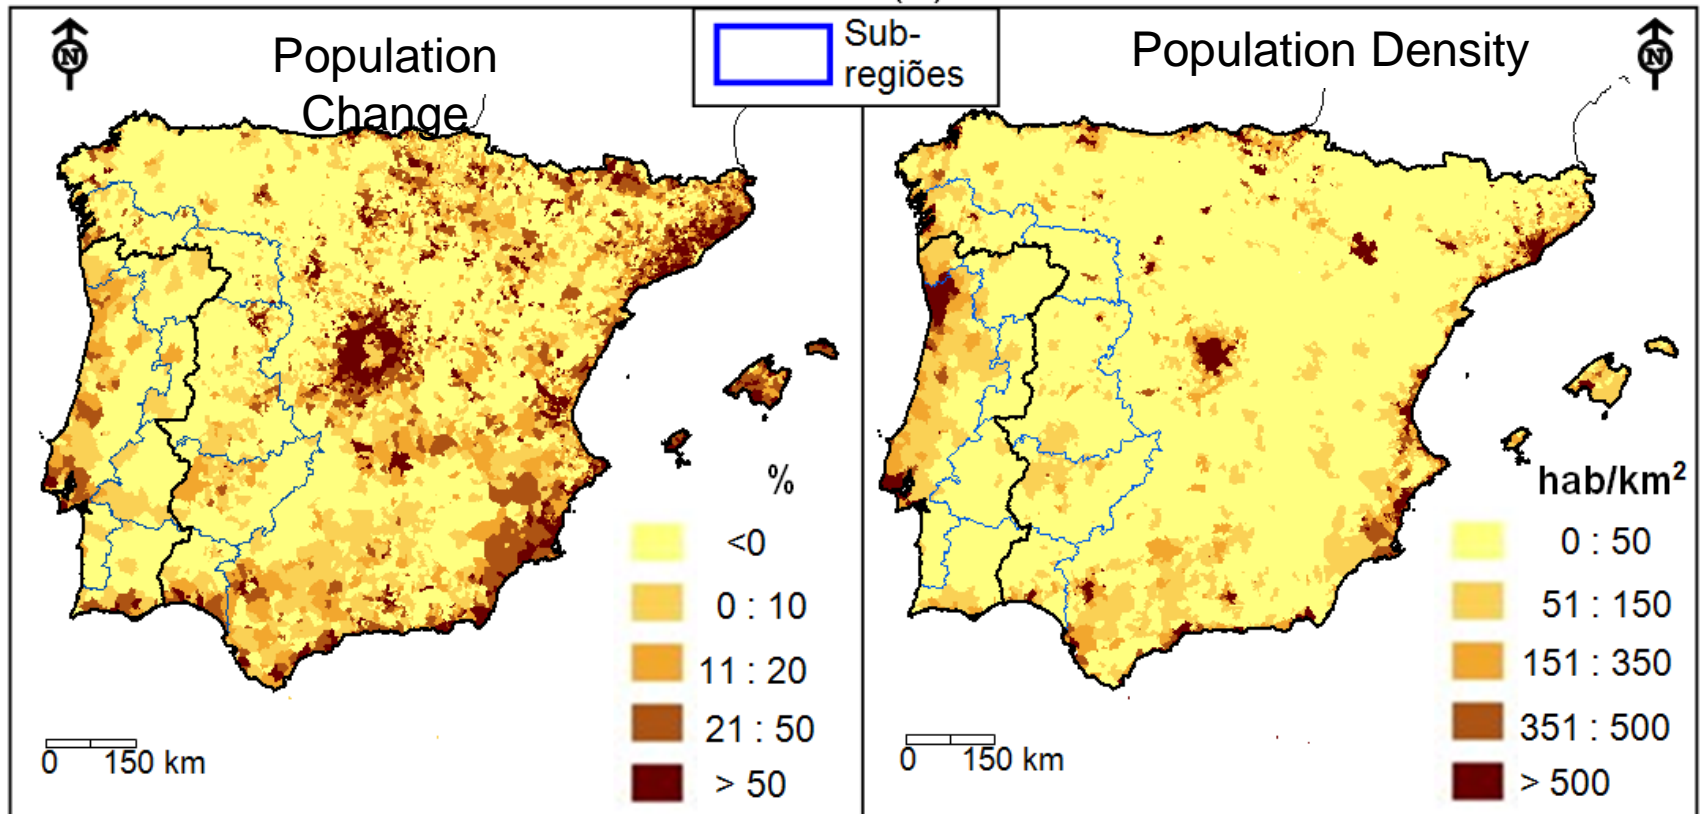 Population
Change
N
%
<0
0 : 10
11 : 20
21 : 50
> 50
0 150 km
Sub-
regiões
Population Density
N
hab/km²
0 : 50
51 : 150
151 : 350
351 : 500
> 500
0 150 km